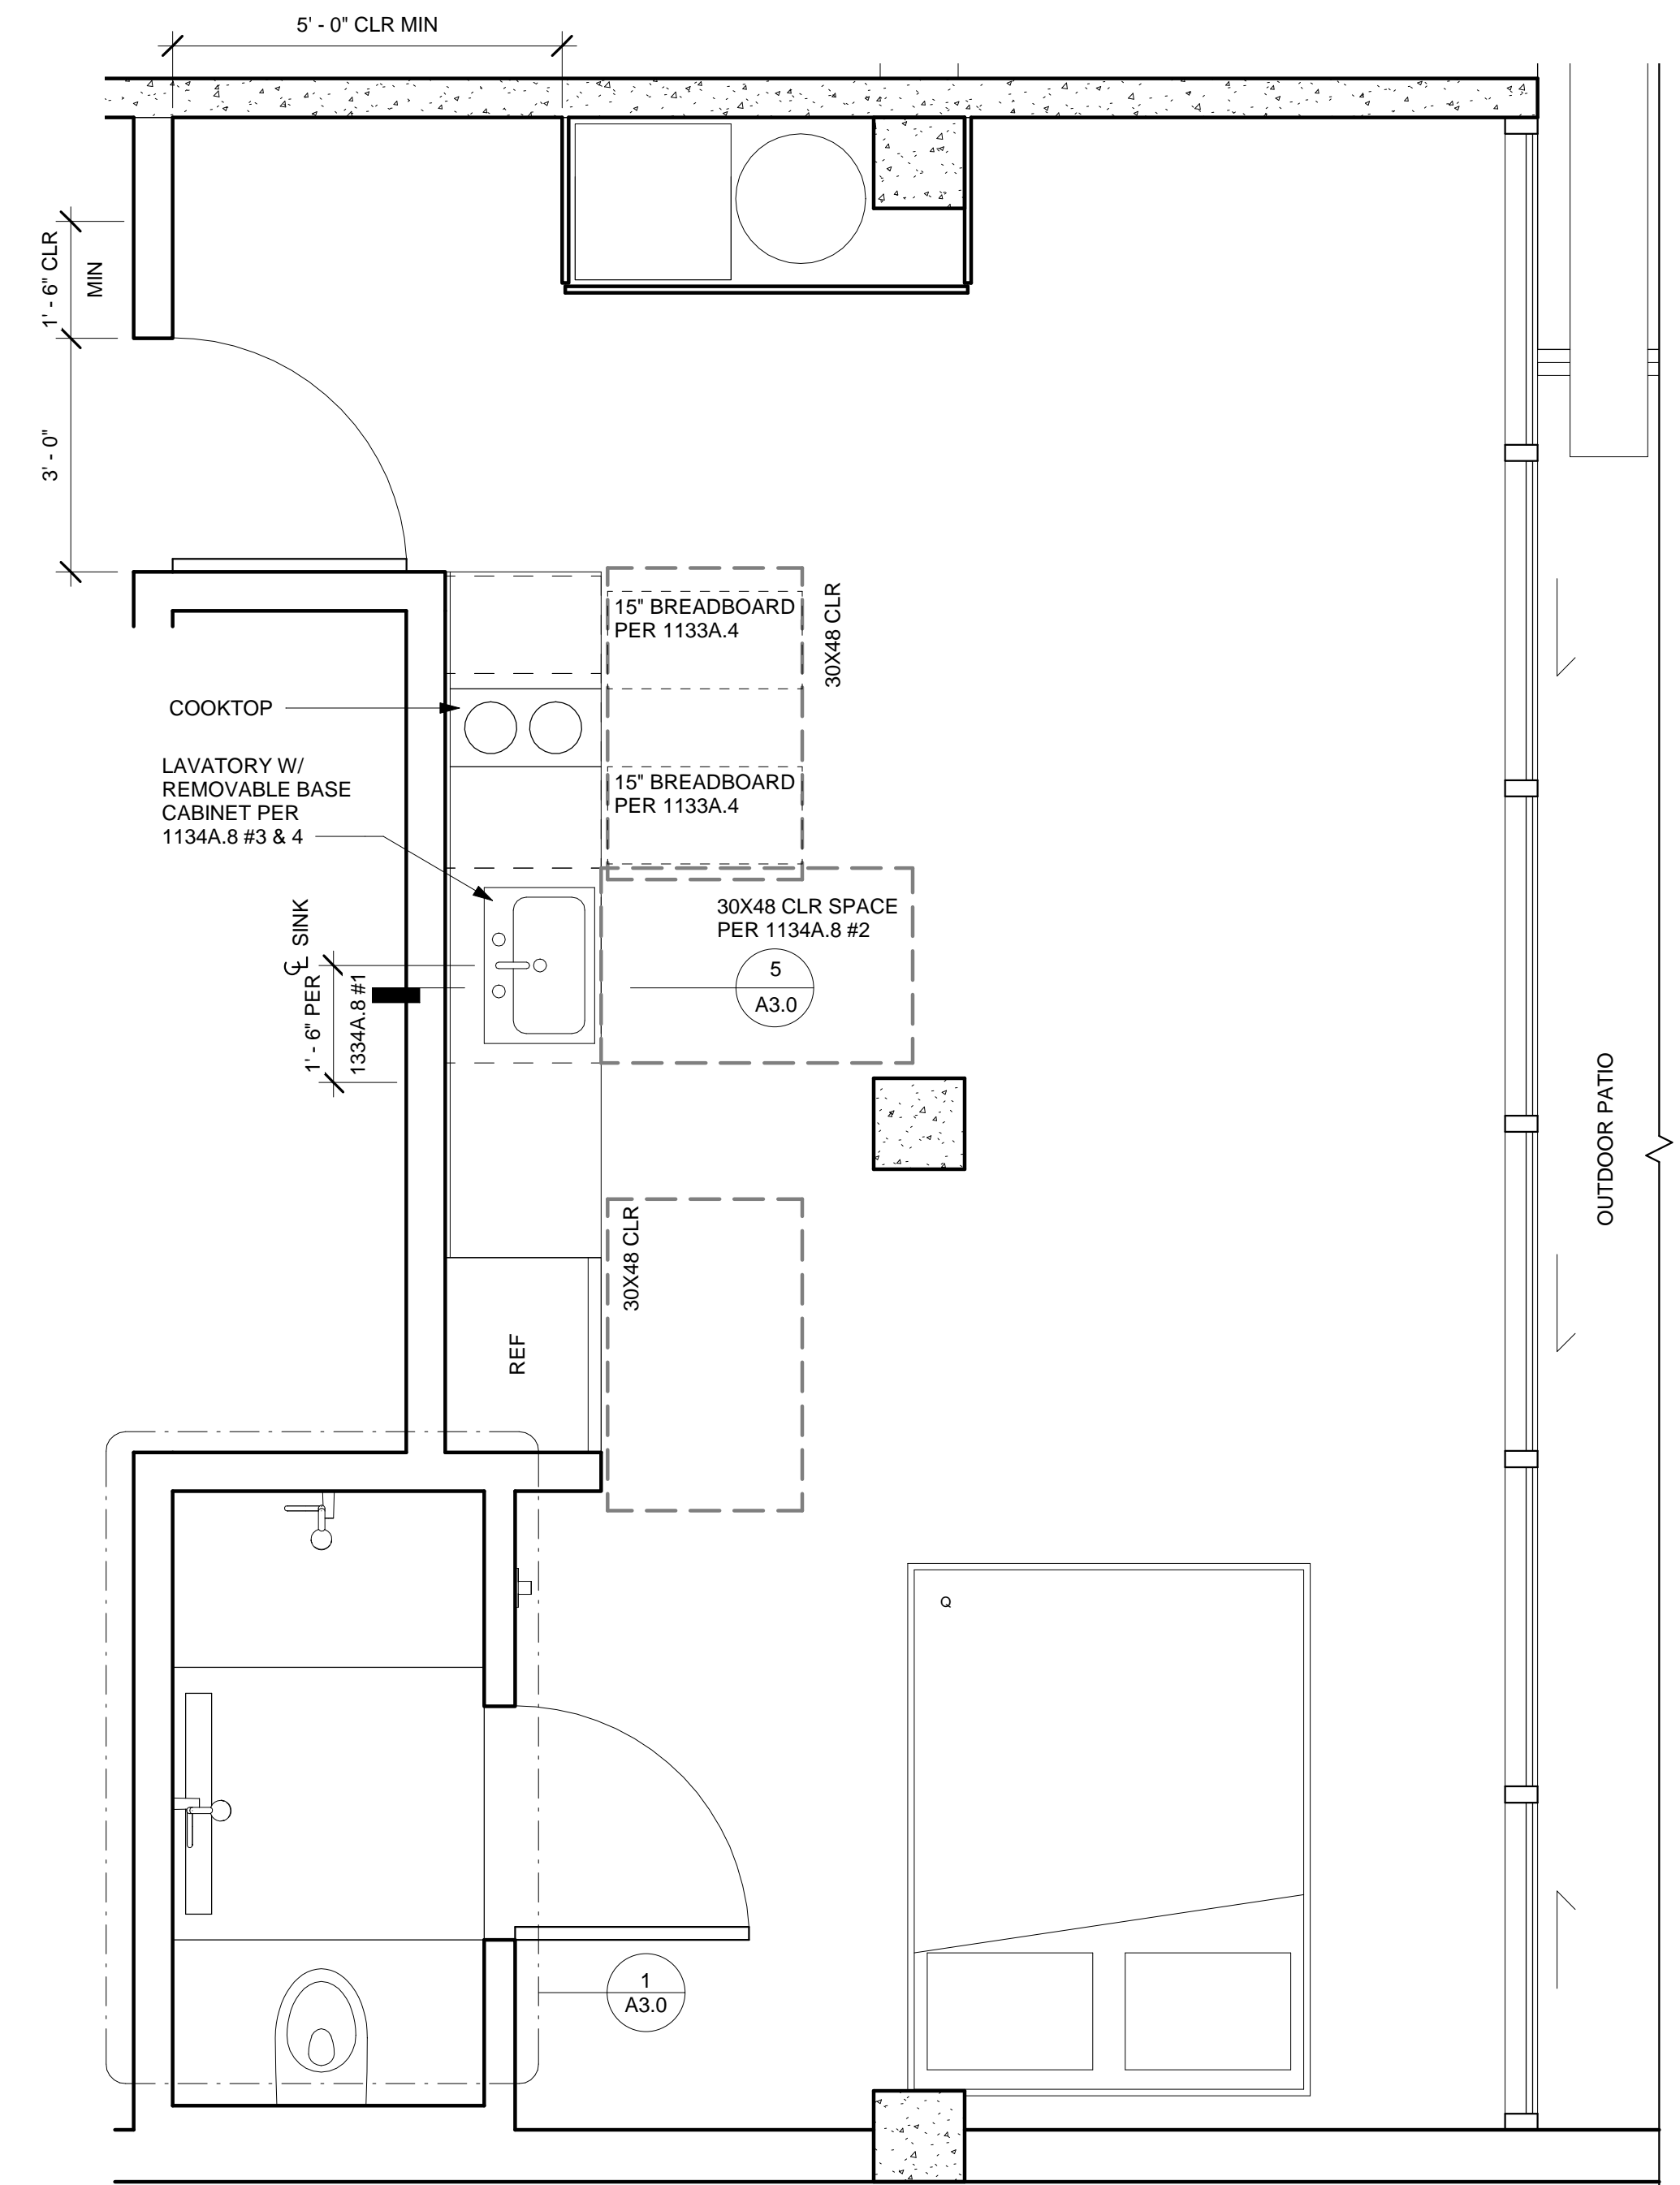 5' - 0" CLR MIN
1' - 6" CLR
MIN
3' - 0"
15" BREADBOARD
PER 1133A.4
30X48 CLR
COOKTOP
15" BREADBOARD
PER 1133A.4
LAVATORY W/
REMOVABLE BASE
CABINET PER
1134A.8 #3 & 4
30X48 CLR SPACE
PER 1134A.8 #2
5
A3.0
℄ SINK
1' - 6" PER
1334A.8 #1
OUTDOOR PATIO
30X48 CLR
REF
Q
1
A3.0